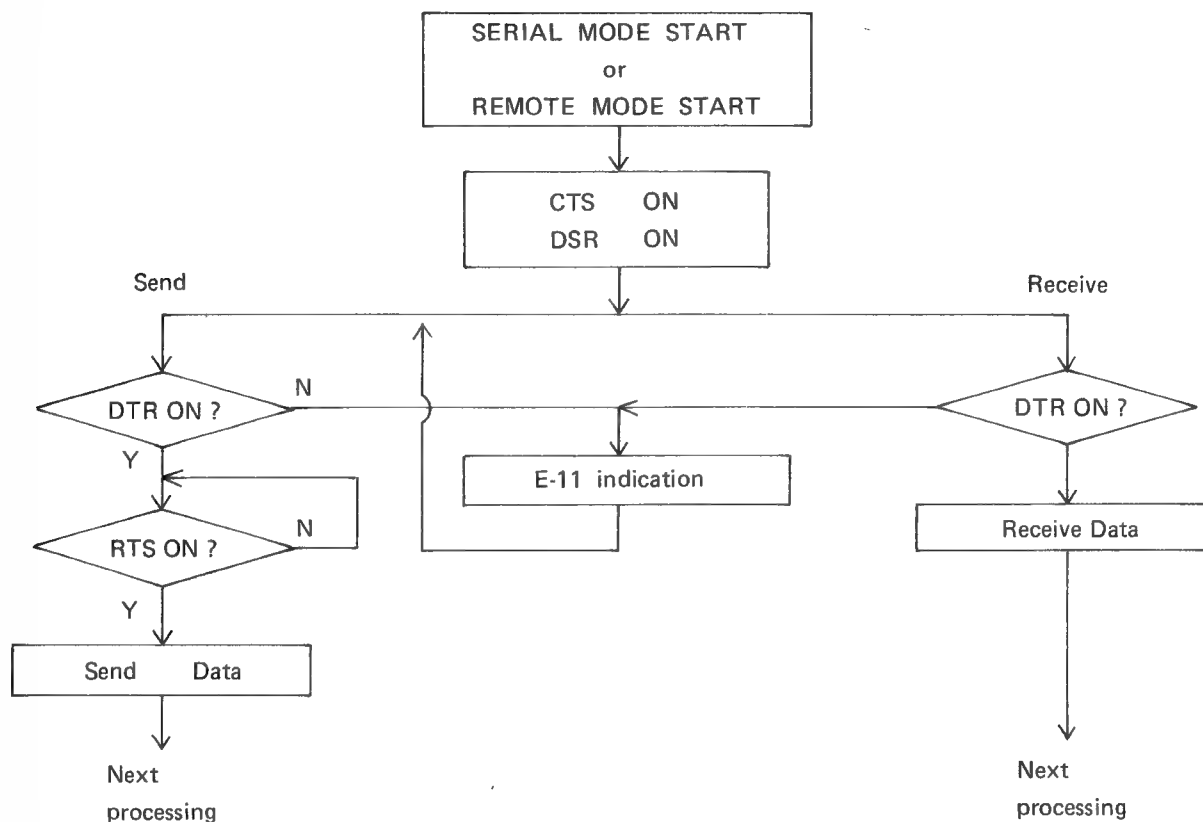 SERIAL MODE START
or
REMOTE MODE START
CTS ON
DSR ON
Send
Receive
DTR ON ?
N
DTR ON ?
Y
E-11 indication
RTS ON ?
N
Receive Data
Y
Send Data
Next
processing
Next
processing